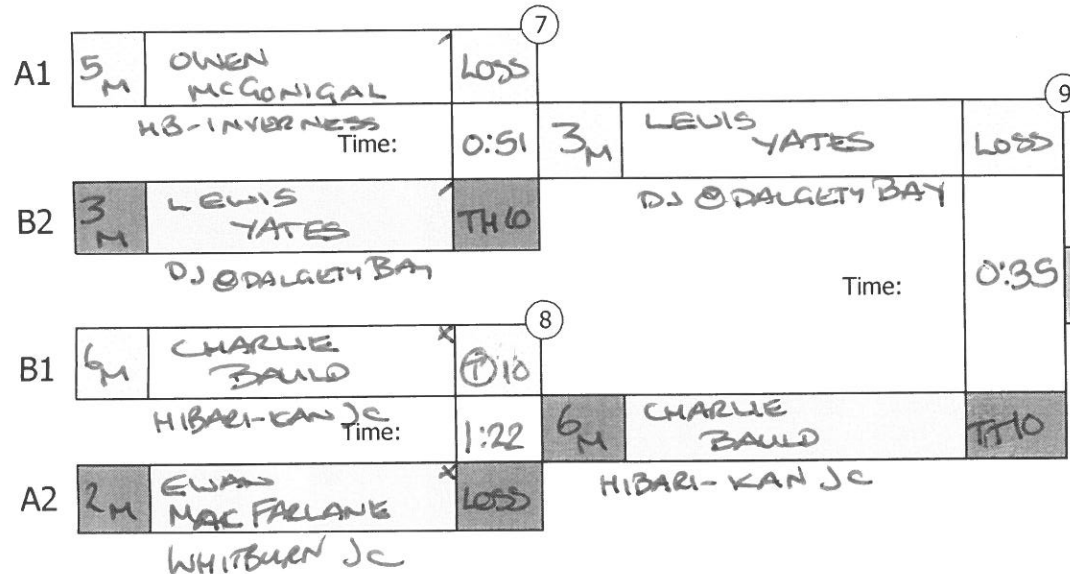 7
A1 5M OWEN MCGONIGAL LOSS
9
HB-INVERNESS
Time: 0:51 3M LEWIS YATES LOSS
B2 3M LEWIS YATES TH10
DJ @ DALGETY BAY
DJ @ DALGETY BAY
Time: 0:35
8
B1 6M CHARLIE BAULD T10
HIBARI-KAN JC
Time: 1:22 6M CHARLIE BAULD TT10
A2 2M EWAN MACFARLANE LOSS
HIBARI-KAN JC
WHITBURN JC